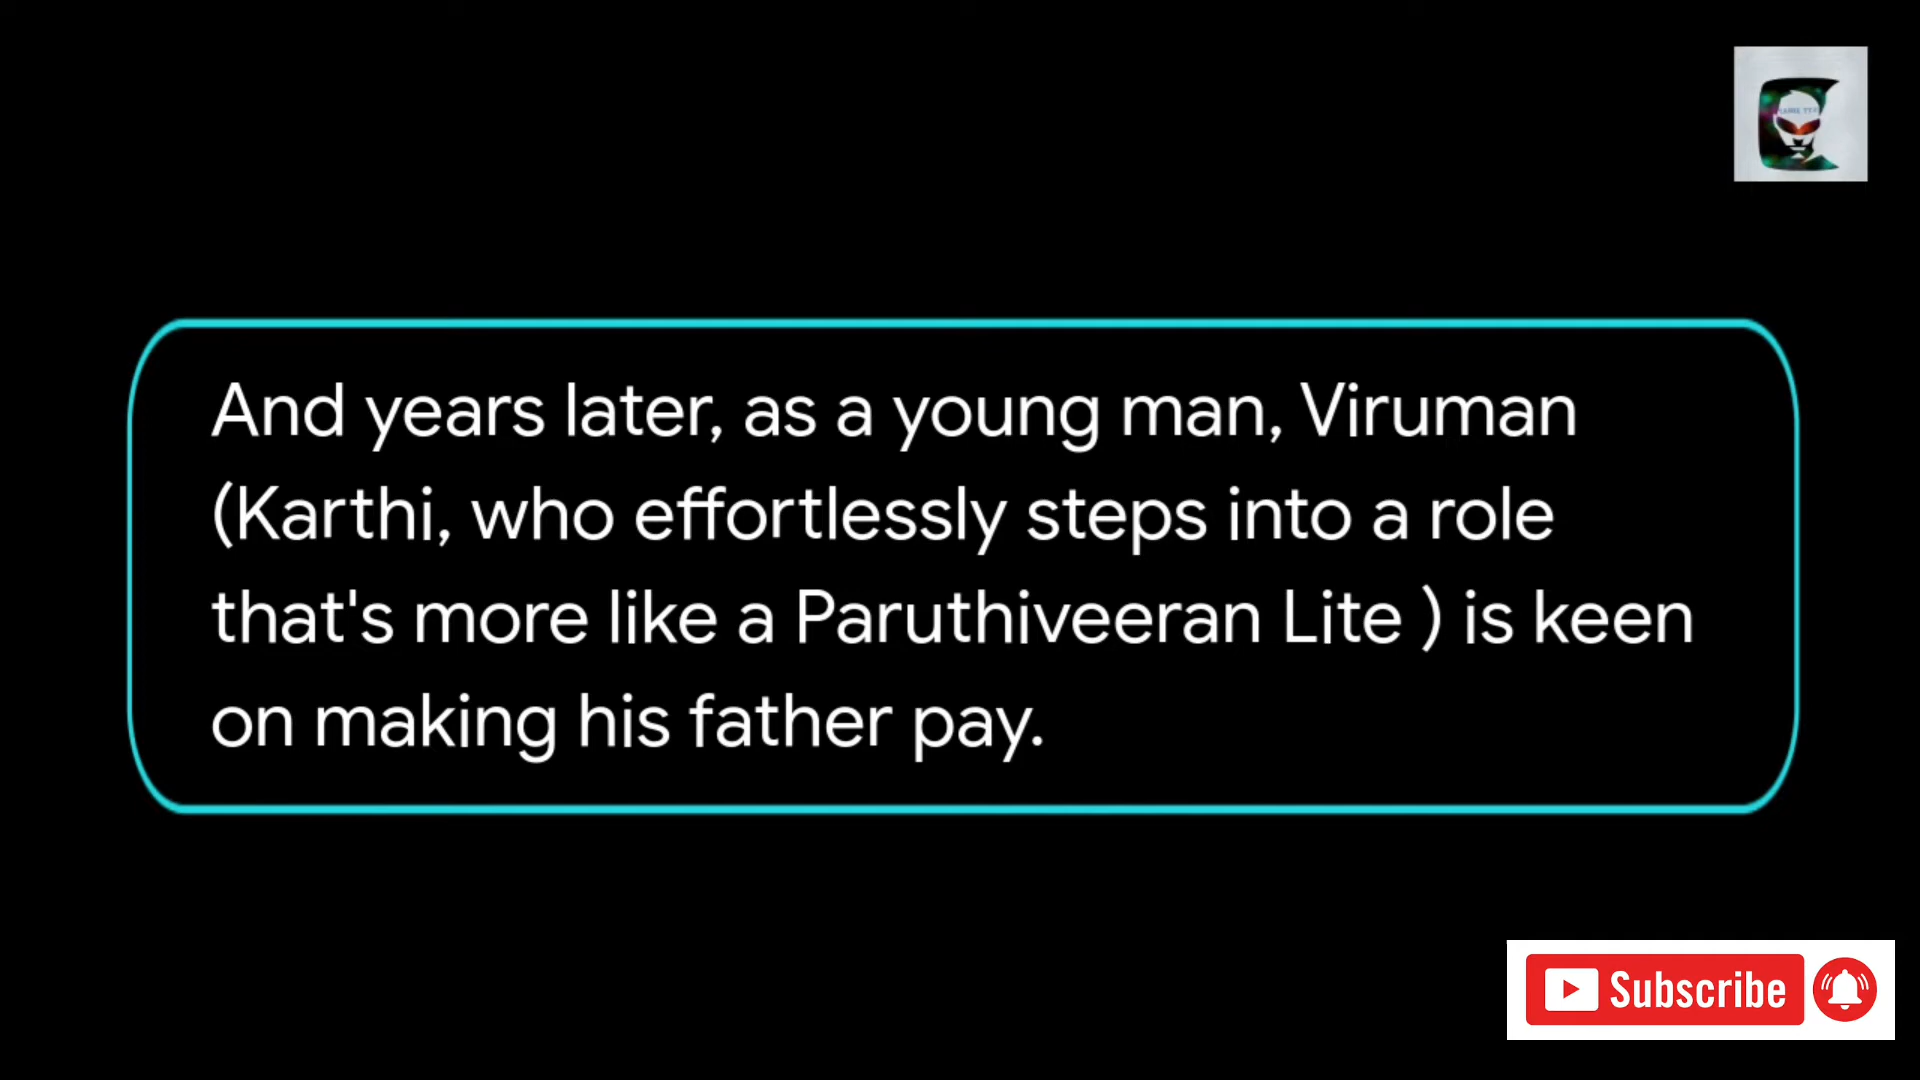 And years later, as a young man, Viruman
(Karthi, who effortlessly steps into a role
that's more like a Paruthiveeran Lite ) is keen
on making his father pay.
Subscribe